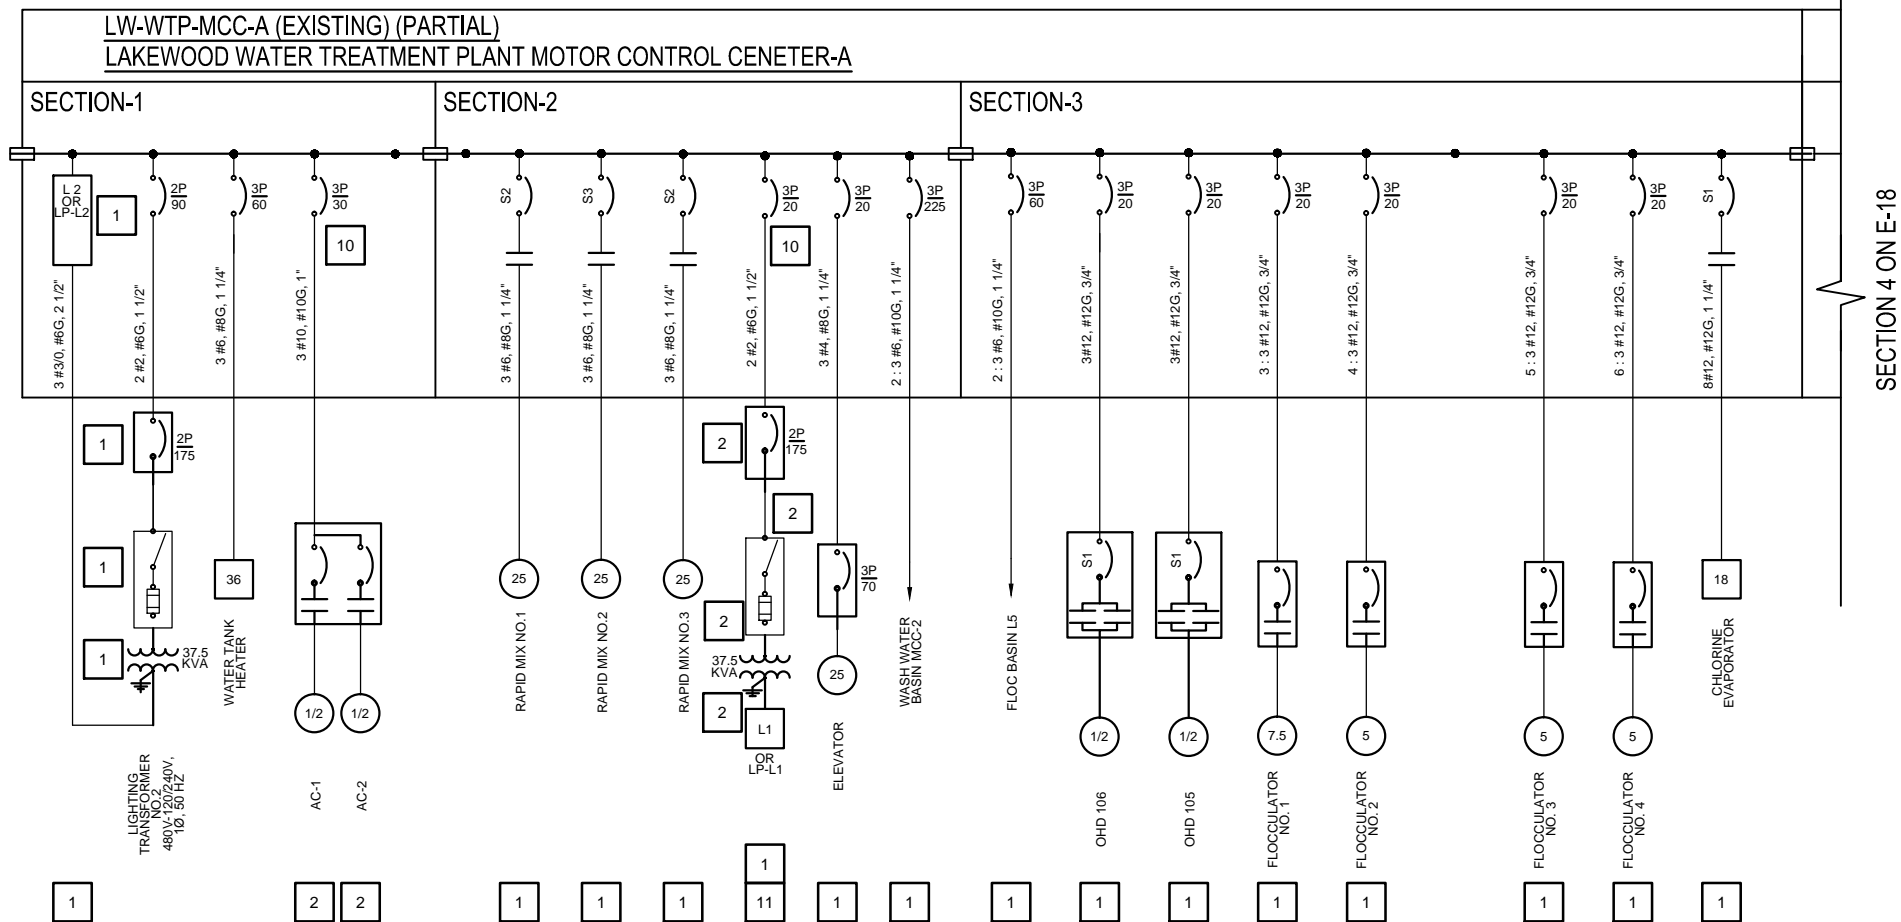 LW-WTP-MCC-A (EXISTING) (PARTIAL)
LAKEWOOD WATER TREATMENT PLANT MOTOR CONTROL CENETER-A
SECTION-1
SECTION-2
SECTION-3
L 2
OR
LP-L2
1
2P
90
3P
60
3P
30
10
S2
S3
S2
3P
20
10
3P
20
3P
225
3P
60
3P
20
3P
20
3P
20
3P
20
3P
20
3P
20
S1
3 #3/0, #6G, 2 1/2"
2 #2, #6G, 1 1/2"
3 #6, #8G, 1 1/4"
3 #10, #10G, 1"
3 #6, #8G, 1 1/4"
3 #6, #8G, 1 1/4"
3 #6, #8G, 1 1/4"
2 #2, #6G, 1 1/2"
3 #4, #8G, 1 1/4"
2 : 3 #6, #10G, 1 1/4"
2 : 3 #6, #10G, 1 1/4"
3#12, #12G, 3/4"
3#12, #12G, 3/4"
3 : 3 #12, #12G, 3/4"
4 : 3 #12, #12G, 3/4"
5 : 3 #12, #12G, 3/4"
6 : 3 #12, #12G, 3/4"
8#12, #12G, 1 1/4"
SECTION 4 ON E-18
1
2P
175
1
1
37.5
KVA
LIGHTING
TRANSFORMER
NO.2
480V-120/240V,
1Ø, 50 HZ
36
WATER TANK
HEATER
1/2
1/2
AC-1
AC-2
25
RAPID MIX NO.1
25
RAPID MIX NO.2
25
RAPID MIX NO.3
2
2P
175
2
2
37.5
KVA
2
L1
OR
LP-L1
3P
70
25
ELEVATOR
WASH WATER
BASIN MCC-2
FLOC BASIN L5
S1
1/2
OHD 106
S1
1/2
OHD 105
7.5
FLOCCULATOR
NO. 1
5
FLOCCULATOR
NO. 2
5
FLOCCULATOR
NO. 3
5
FLOCCULATOR
NO. 4
18
CHLORINE
EVAPORATOR
1
1
2
2
1
1
1
11
1
1
1
1
1
1
1
1
1
1